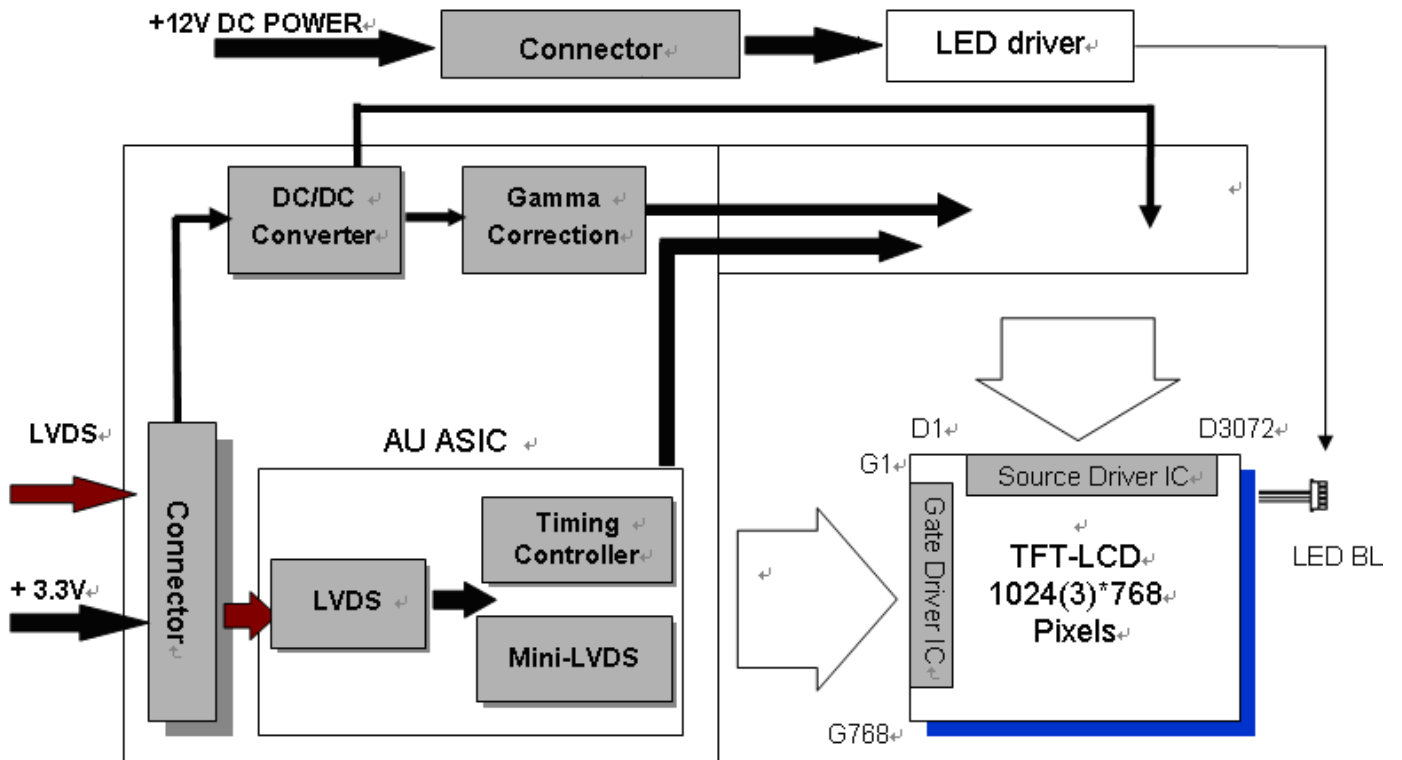 +12V DC POWER
Connector
LED driver
DC/DC
Converter
Gamma
Correction
LVDS
+ 3.3V
Connector
AU ASIC
LVDS
Timing
Controller
Mini-LVDS
D1
D3072
G1
G768
Source Driver IC
Gate Driver IC
TFT-LCD
1024(3)*768
Pixels
LED BL